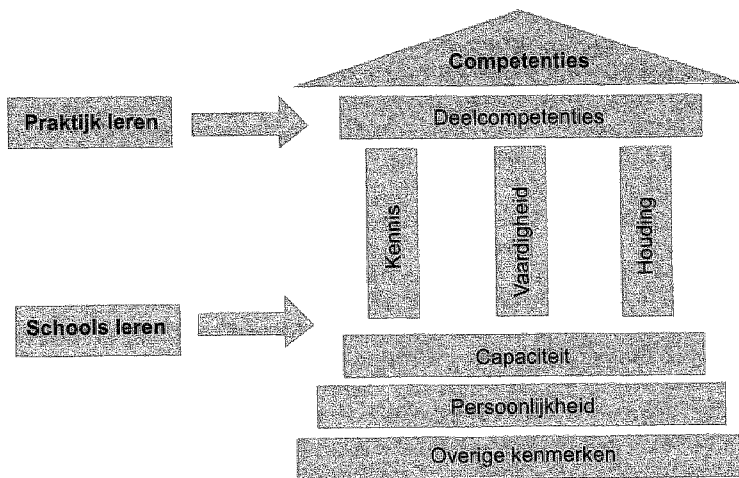 Competenties
Praktijk leren
Deelcompetenties
Kennis
Vaardigheid
Houding
Schools leren
Capaciteit
Persoonlijkheid
Overige kenmerken